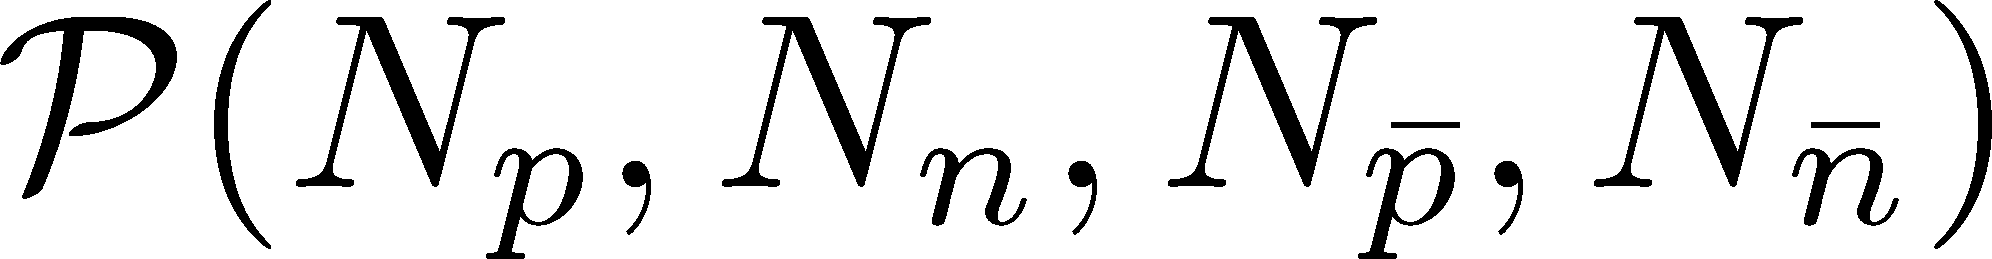 𝒫(N_p, N_n, N_p̄, N_n̄)